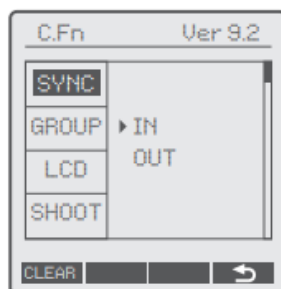 C.Fn Ver 9.2
SYNC
GROUP IN
LCD OUT
SHOOT
CLEAR